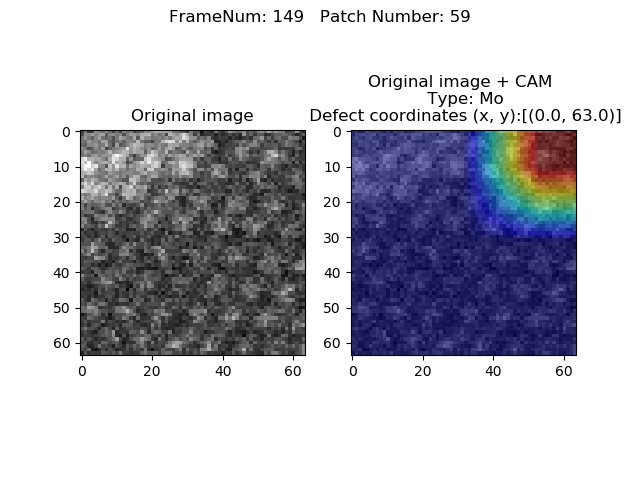 FrameNum: 149   Patch Number: 59
Original image
Original image + CAM
Type: Mo
Defect coordinates (x, y):[(0.0, 63.0)]
0
10
20
30
40
50
60
0 20 40 60
0
10
20
30
40
50
60
0 20 40 60